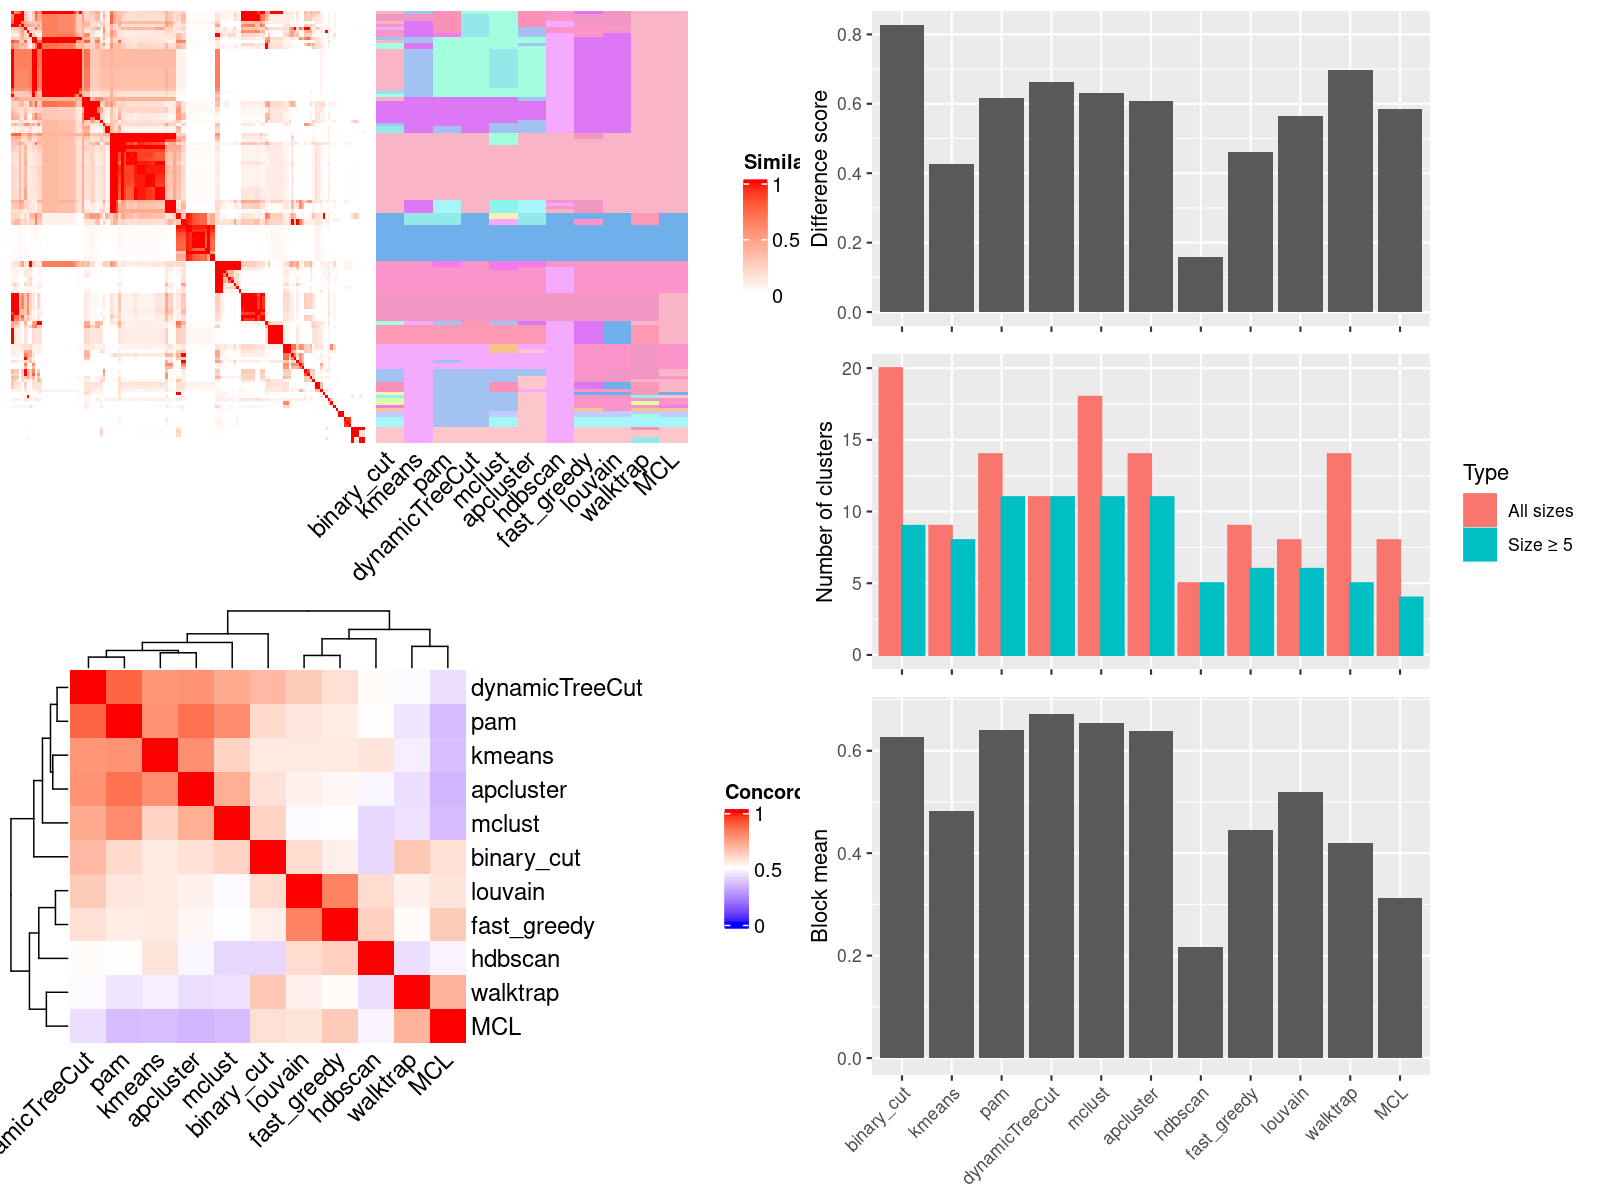 Simila
1
0.5
0
binary_cut
kmeans
pam
dynamicTreeCut
mclust
apcluster
hdbscan
fast_greedy
louvain
walktrap
MCL
Difference score
0.8
0.6
0.4
0.2
0.0
Number of clusters
20
15
10
5
0
Type
All sizes
Size ≥ 5
dynamicTreeCut
pam
kmeans
apcluster
mclust
binary_cut
louvain
fast_greedy
hdbscan
walktrap
MCL
amicTreeCut
pam
kmeans
apcluster
mclust
binary_cut
louvain
fast_greedy
hdbscan
walktrap
MCL
Concord
1
0.5
0
Block mean
0.6
0.4
0.2
0.0
binary_cut
kmeans
pam
dynamicTreeCut
mclust
apcluster
hdbscan
fast_greedy
louvain
walktrap
MCL